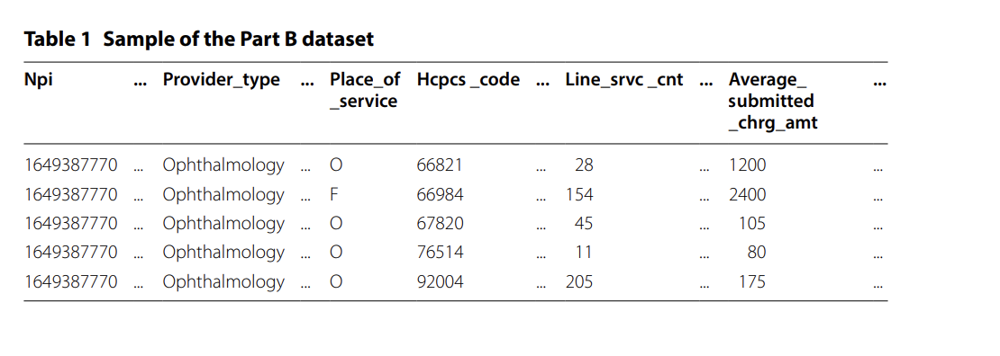 Table 1 Sample of the Part B dataset
Npi ... Provider_type ... Place_of _service Hcpcs _code ... Line_srvc _cnt ... Average_ submitted _chrg_amt ...
1649387770 ... Ophthalmology ... O 66821 ... 28 ... 1200 ...
1649387770 ... Ophthalmology ... F 66984 ... 154 ... 2400 ...
1649387770 ... Ophthalmology ... O 67820 ... 45 ... 105 ...
1649387770 ... Ophthalmology ... O 76514 ... 11 ... 80 ...
1649387770 ... Ophthalmology ... O 92004 ... 205 ... 175 ...